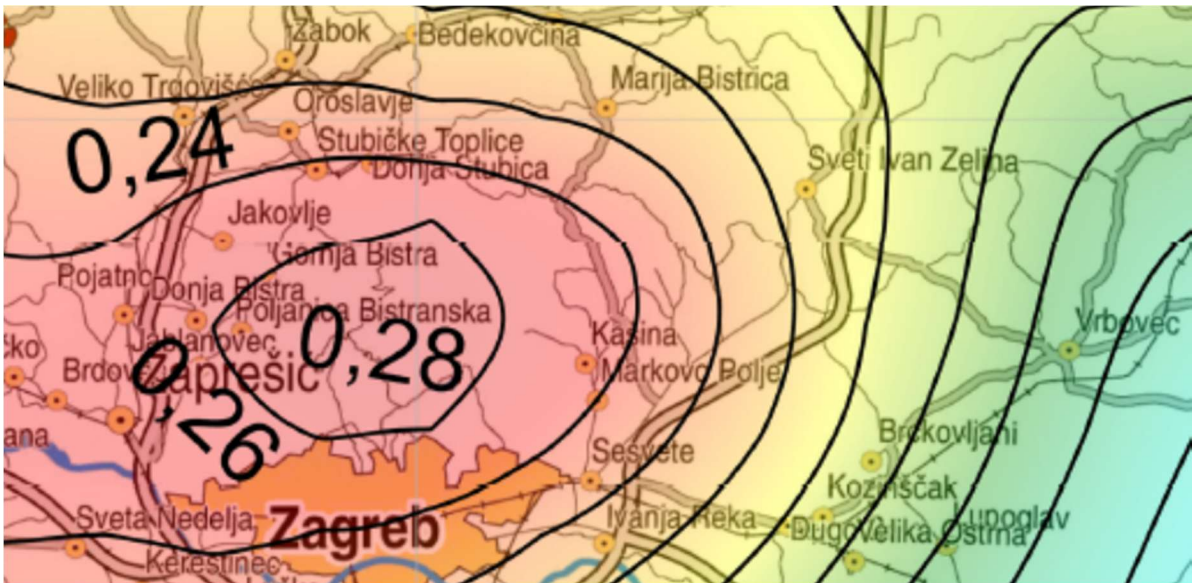 Zabok
Bedekovčina
Veliko Trgovišće
Marija Bistrica
Oroslavje
0,24
Stubičke Toplice
Donja Stubica
Sveti Ivan Zelina
Jakovlje
Gornja Bistra
Pojatno
Donja Bistra
Poljanica Bistranska
Vrbovec
Jablanovec
0,28
Kašina
čko
Zaprešić
Markovo Polje
0,26
ana
Sesvete
Brckovljani
Kozinščak
Sveta Nedelja
Zagreb
Ivanja Reka
Dugo
Velika Ostrna
Lupoglav
Kerestinec